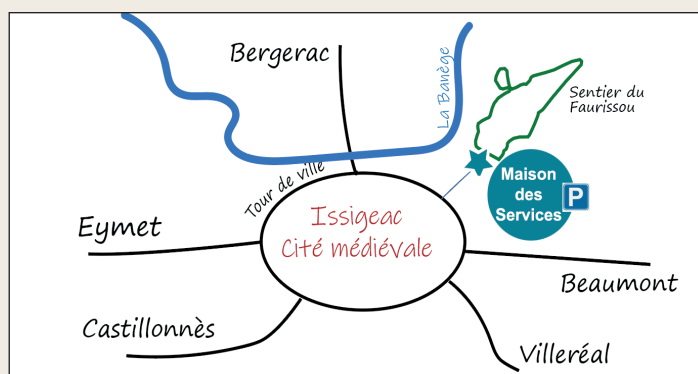 Bergerac
La Banège
Sentier du
Faurissou
Tour de ville
Maison
des
Services
P
Issigeac
Cité médiévale
Eymet
Beaumont
Castillonnès
Villeréal